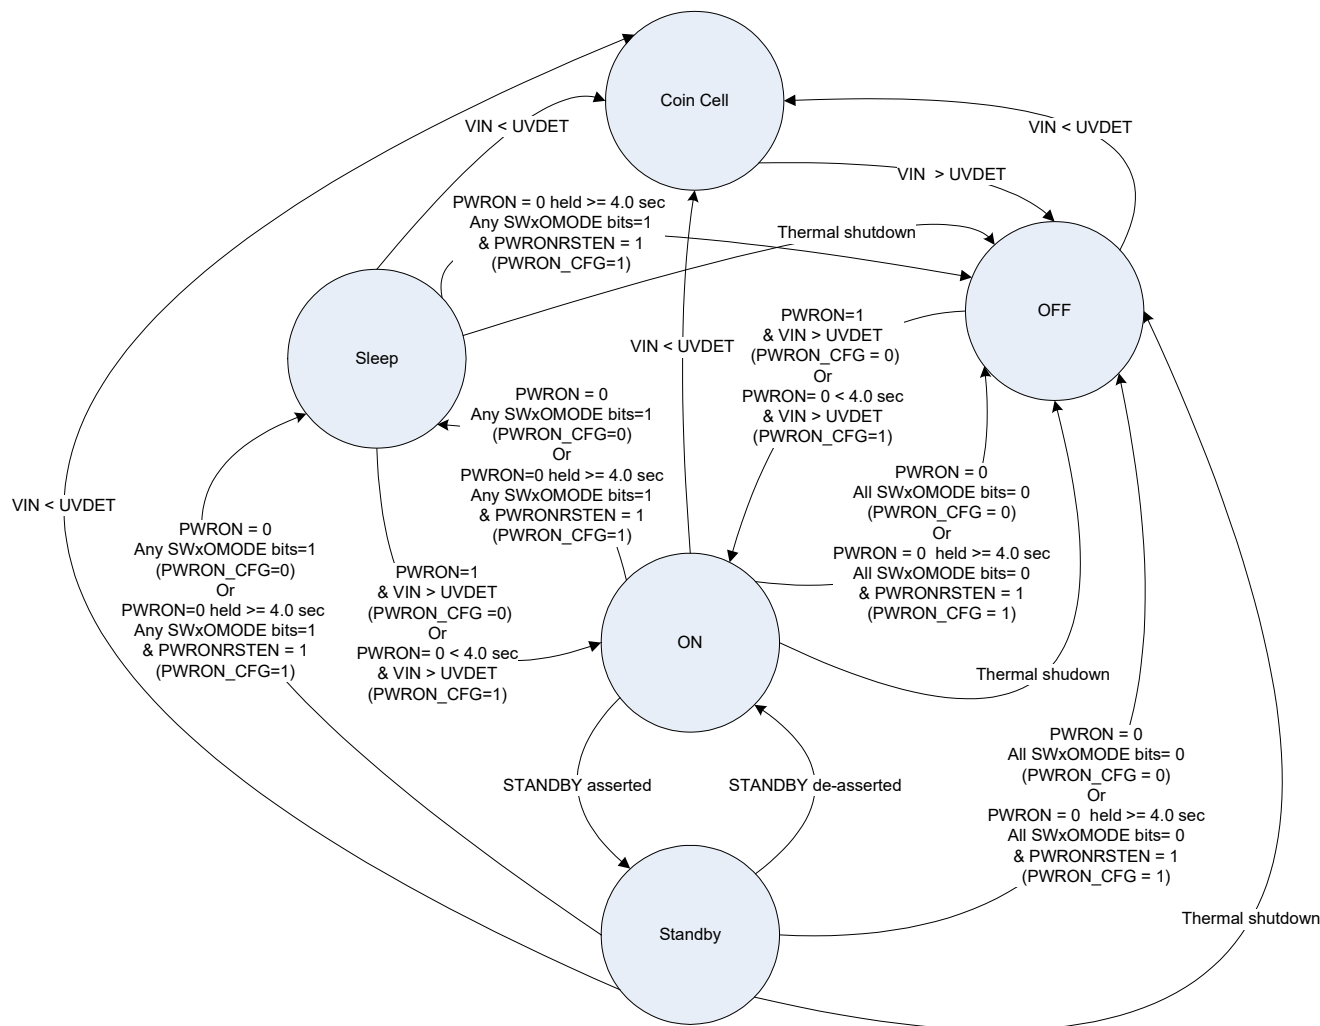 Coin Cell
VIN < UVDET
VIN < UVDET
VIN  > UVDET
PWRON = 0 held >= 4.0 sec
Any SWxOMODE bits=1
& PWRONRSTEN = 1
(PWRON_CFG=1)
Thermal shutdown
OFF
Sleep
VIN < UVDET
PWRON=1
& VIN > UVDET
(PWRON_CFG = 0)
Or
PWRON= 0 < 4.0 sec
& VIN > UVDET
(PWRON_CFG=1)
PWRON = 0
Any SWxOMODE bits=1
(PWRON_CFG=0)
Or
PWRON=0 held >= 4.0 sec
Any SWxOMODE bits=1
& PWRONRSTEN = 1
(PWRON_CFG=1)
PWRON = 0
All SWxOMODE bits= 0
(PWRON_CFG = 0)
Or
PWRON = 0  held >= 4.0 sec
All SWxOMODE bits= 0
& PWRONRSTEN = 1
(PWRON_CFG = 1)
VIN < UVDET
PWRON = 0
Any SWxOMODE bits=1
(PWRON_CFG=0)
Or
PWRON=0 held >= 4.0 sec
Any SWxOMODE bits=1
& PWRONRSTEN = 1
(PWRON_CFG=1)
PWRON=1
& VIN > UVDET
(PWRON_CFG =0)
Or
PWRON= 0 < 4.0 sec
& VIN > UVDET
(PWRON_CFG=1)
ON
Thermal shudown
STANDBY asserted
STANDBY de-asserted
PWRON = 0
All SWxOMODE bits= 0
(PWRON_CFG = 0)
Or
PWRON = 0  held >= 4.0 sec
All SWxOMODE bits= 0
& PWRONRSTEN = 1
(PWRON_CFG = 1)
Thermal shutdown
Standby